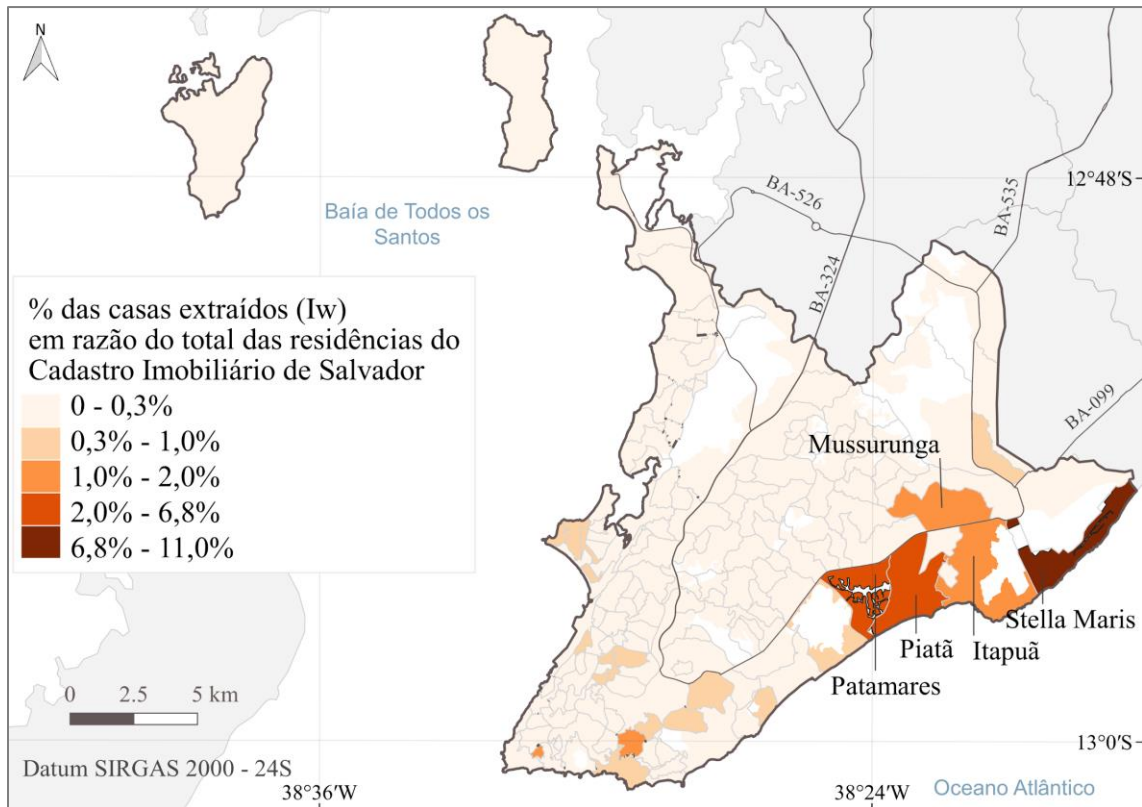 N
12°48'S
BA-526
BA-535
Baía de Todos os
Santos
BA-324
% das casas extraídos (Iw)
em razão do total das residências do
Cadastro Imobiliário de Salvador
0 - 0,3%
0,3% - 1,0%
1,0% - 2,0%
2,0% - 6,8%
6,8% - 11,0%
BA-099
Mussurunga
Stella Maris
Piatã
Itapuã
Patamares
0 2.5 5 km
13°0'S
Datum SIRGAS 2000 - 24S
38°36'W
38°24'W
Oceano Atlântico